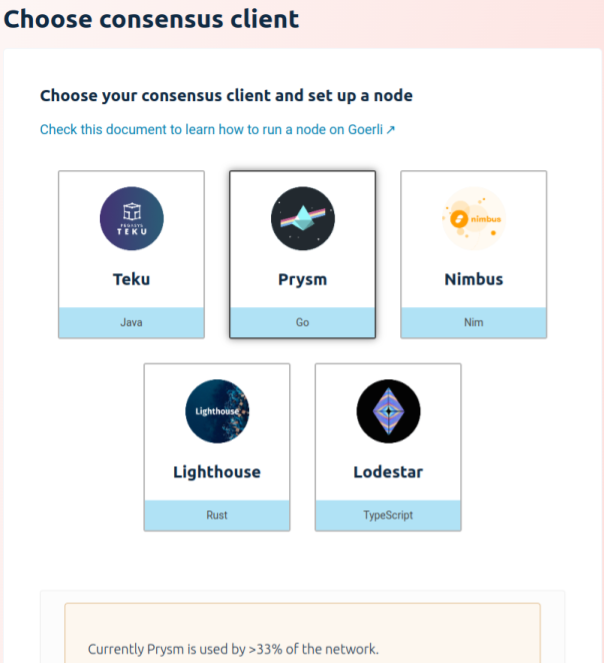 Choose consensus client
Choose your consensus client and set up a node
Check this document to learn how to run a node on Goerli ↗
PEGASYS
TEKU
nimbus
Teku
Prysm
Nimbus
Java
Go
Nim
Lighthouse
Lighthouse
Lodestar
Rust
TypeScript
Currently Prysm is used by >33% of the network.